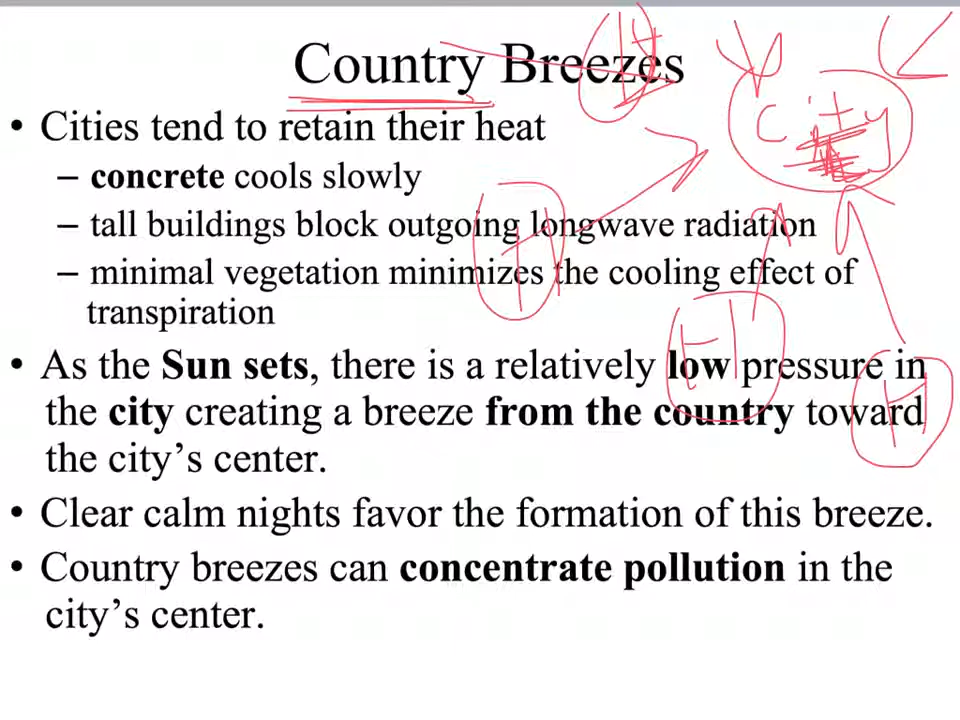 Country Breezes
• Cities tend to retain their heat
– concrete cools slowly
– tall buildings block outgoing longwave radiation
– minimal vegetation minimizes the cooling effect of
transpiration
• As the Sun sets, there is a relatively low pressure in
the city creating a breeze from the country toward
the city's center.
• Clear calm nights favor the formation of this breeze.
• Country breezes can concentrate pollution in the
city's center.
city
H
H
H
H